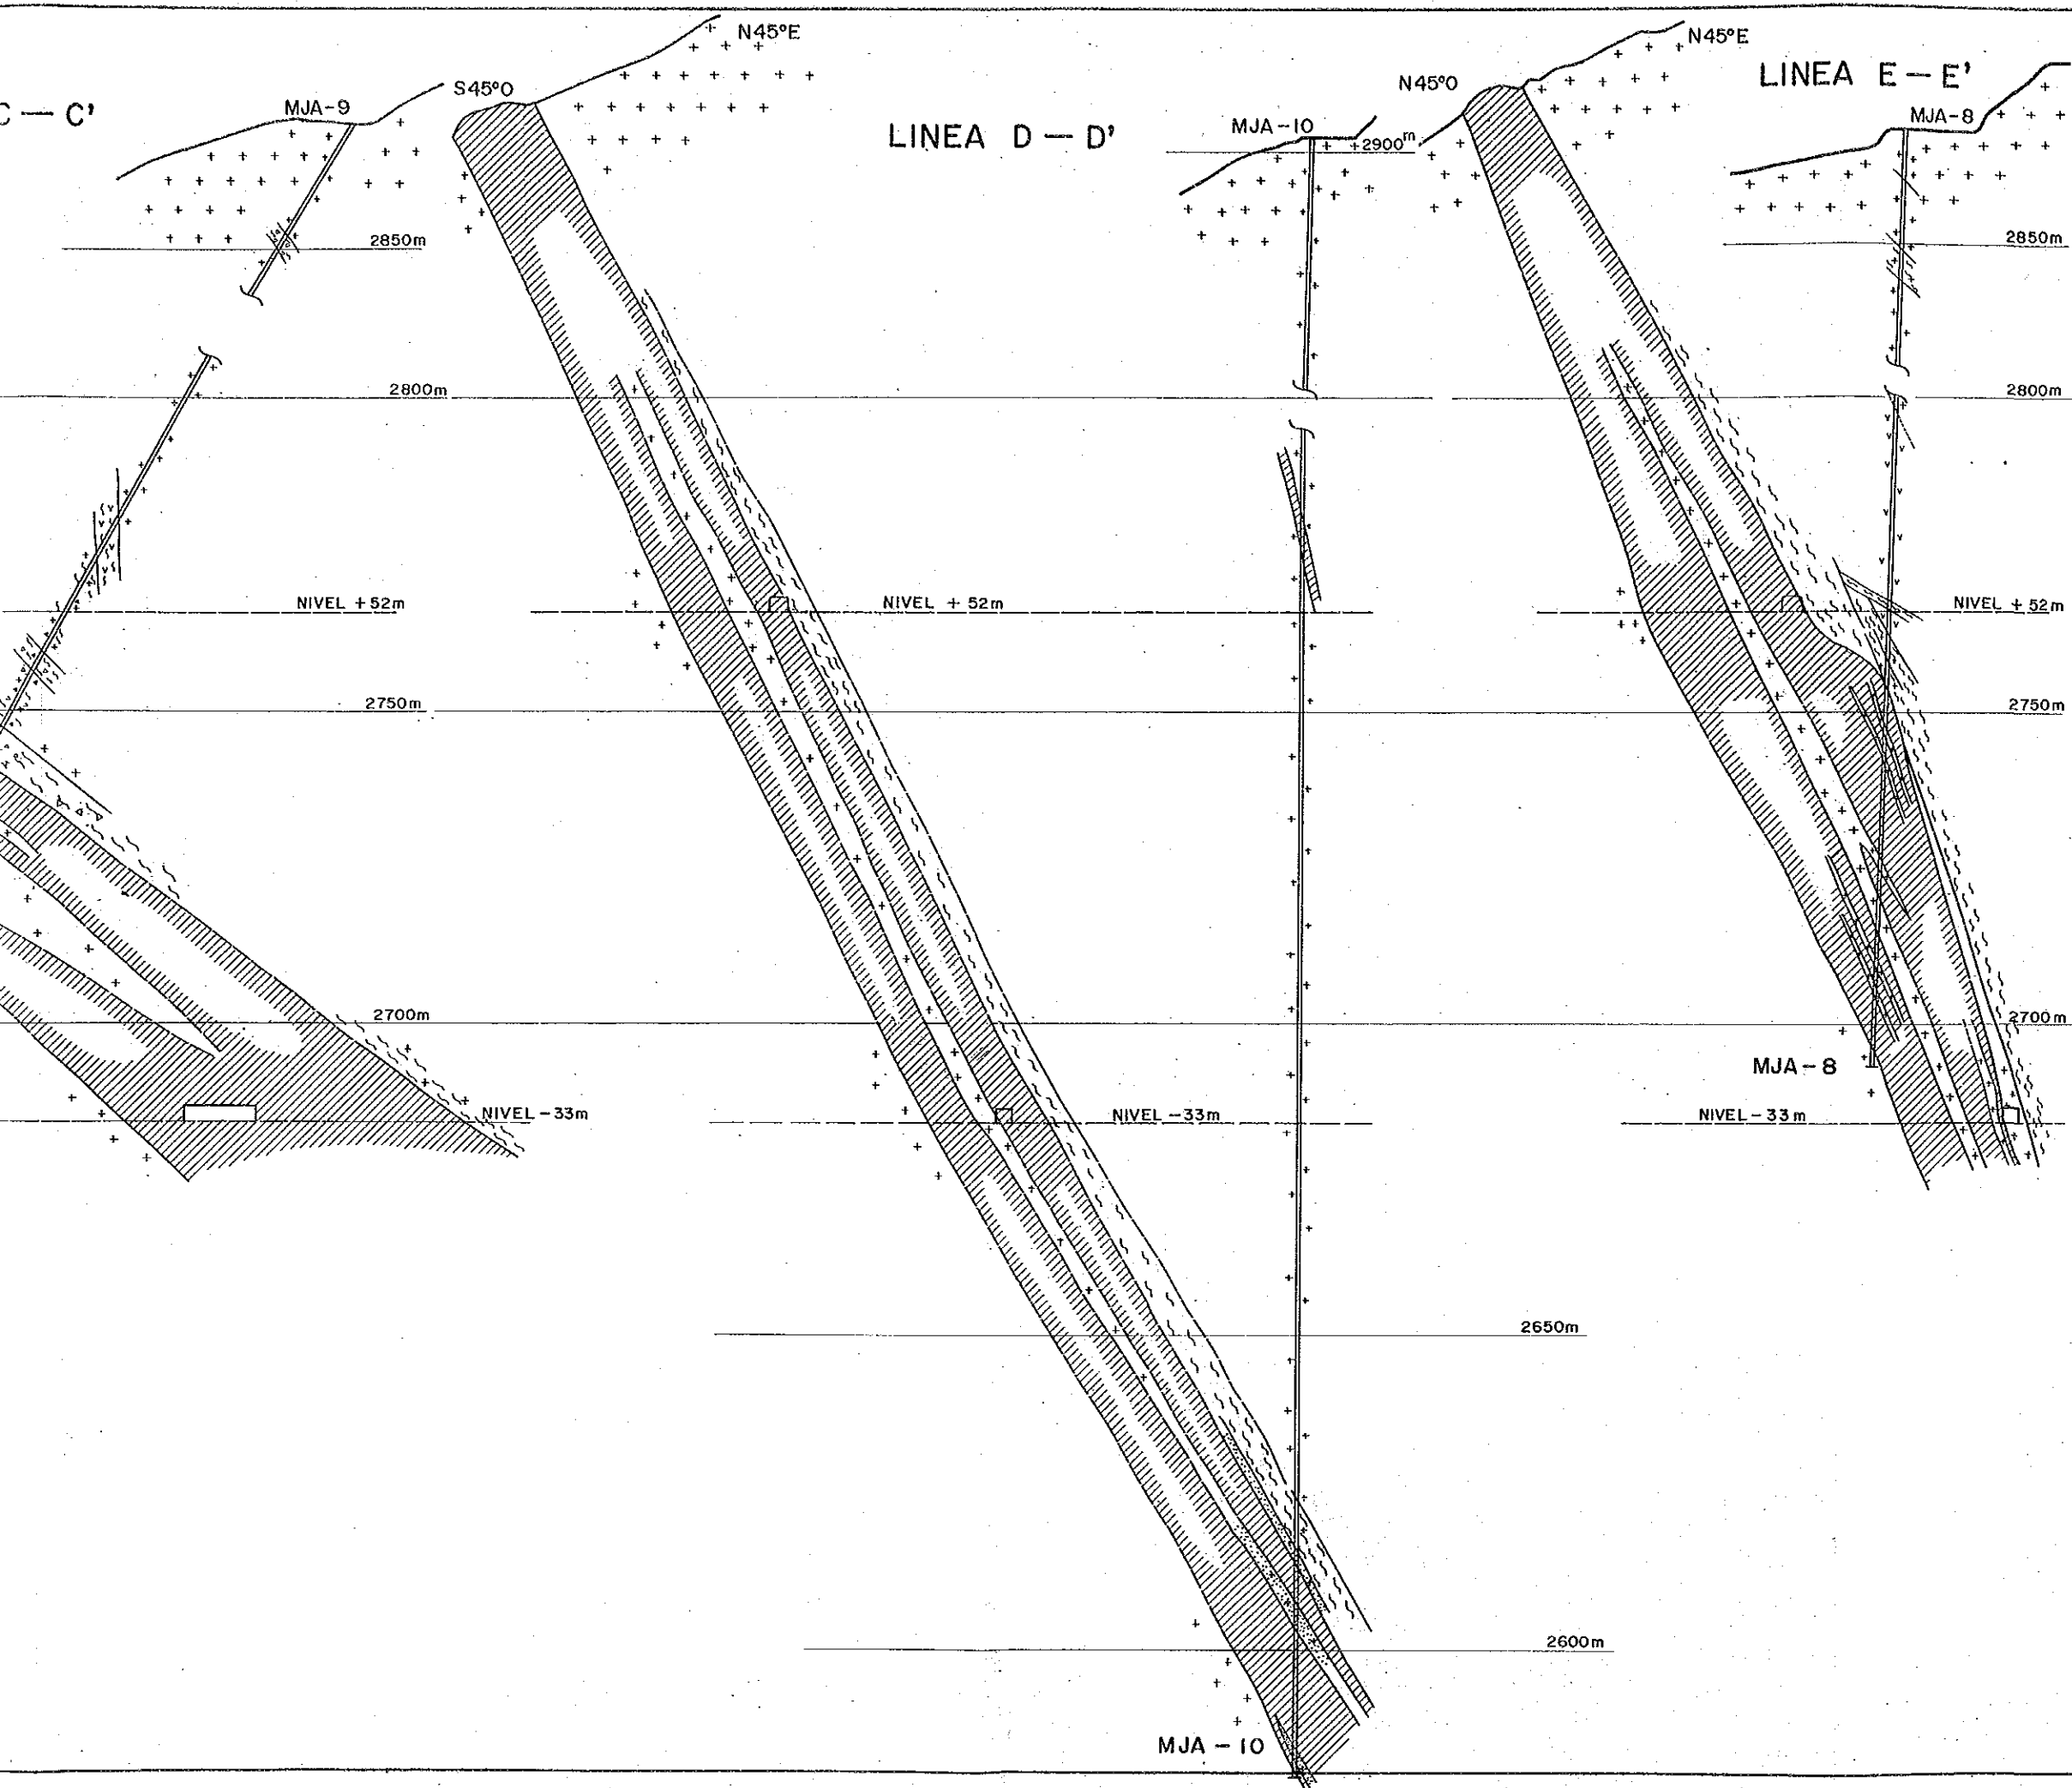 N45°E
N45°E
LINEA E — E'
S45°O
N45°O
C — C'
MJA-9
LINEA D — D'
MJA-10
MJA-8
2900m
2850m
2850m
2800m
2800m
NIVEL +52m
NIVEL + 52m
NIVEL + 52m
2750m
2750m
2700m
2700m
MJA-8
NIVEL -33m
NIVEL -33m
NIVEL -33m
2650m
2600m
MJA - 10